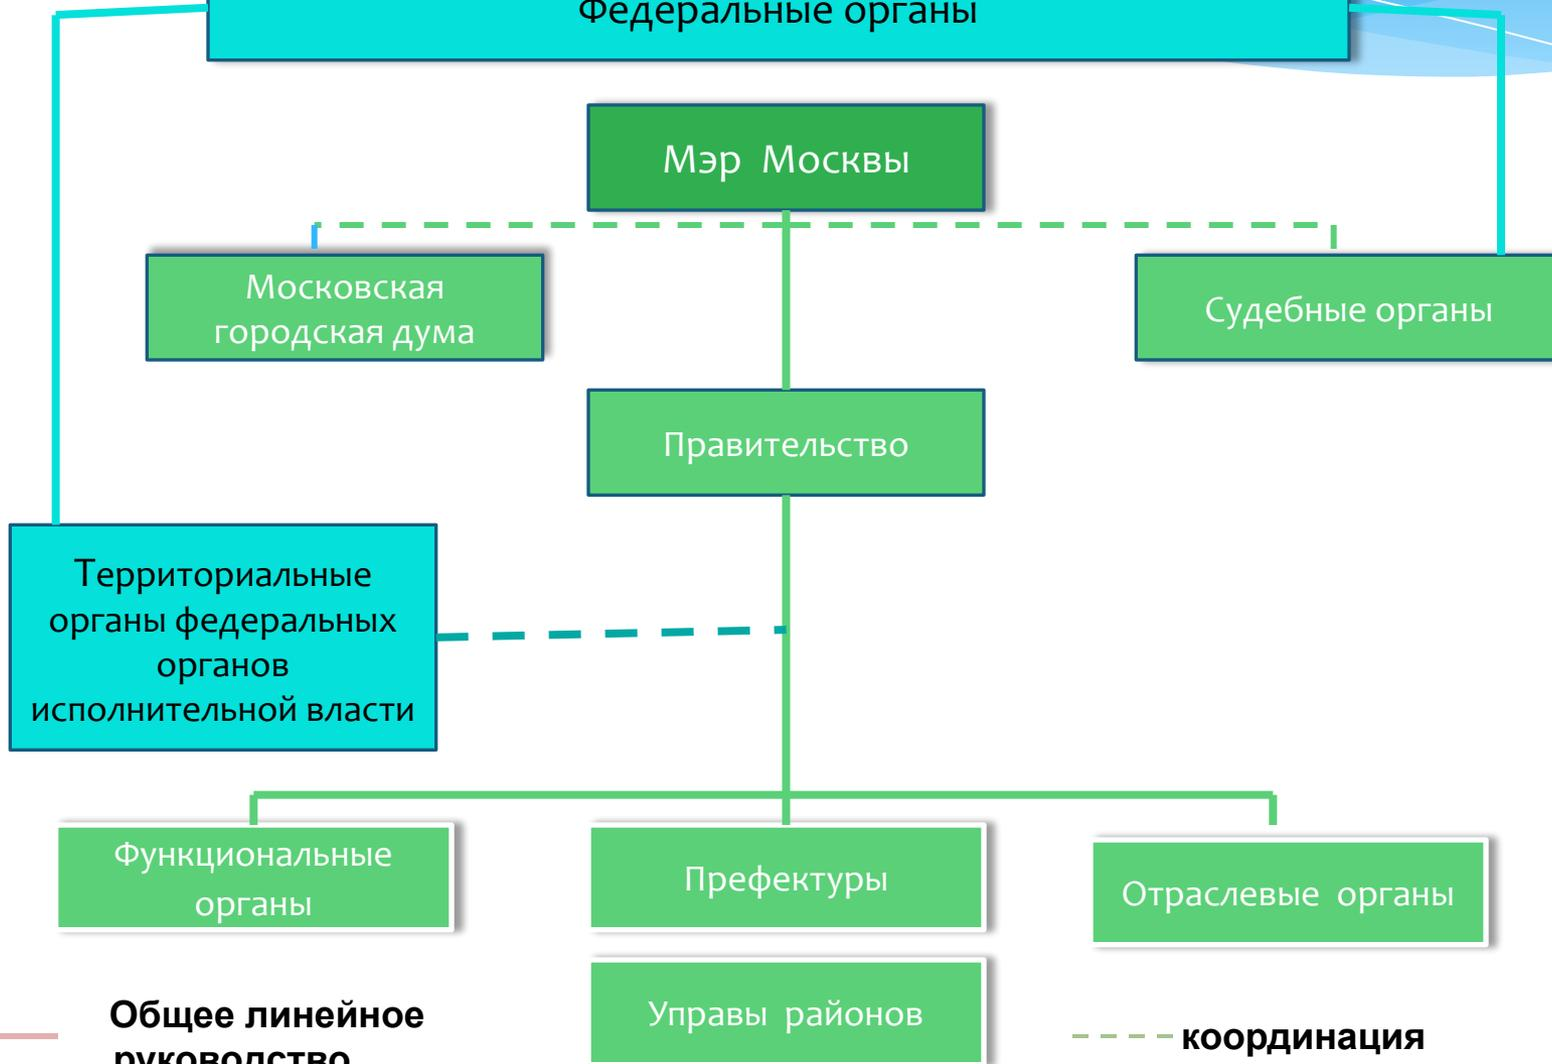 Федеральные органы
Мэр Москвы
Московская
городская дума
Судебные органы
Правительство
Территориальные
органы федеральных
органов
исполнительной власти
Функциональные
органы
Префектуры
Отраслевые органы
Управы районов
Общее линейное
руководство
координация